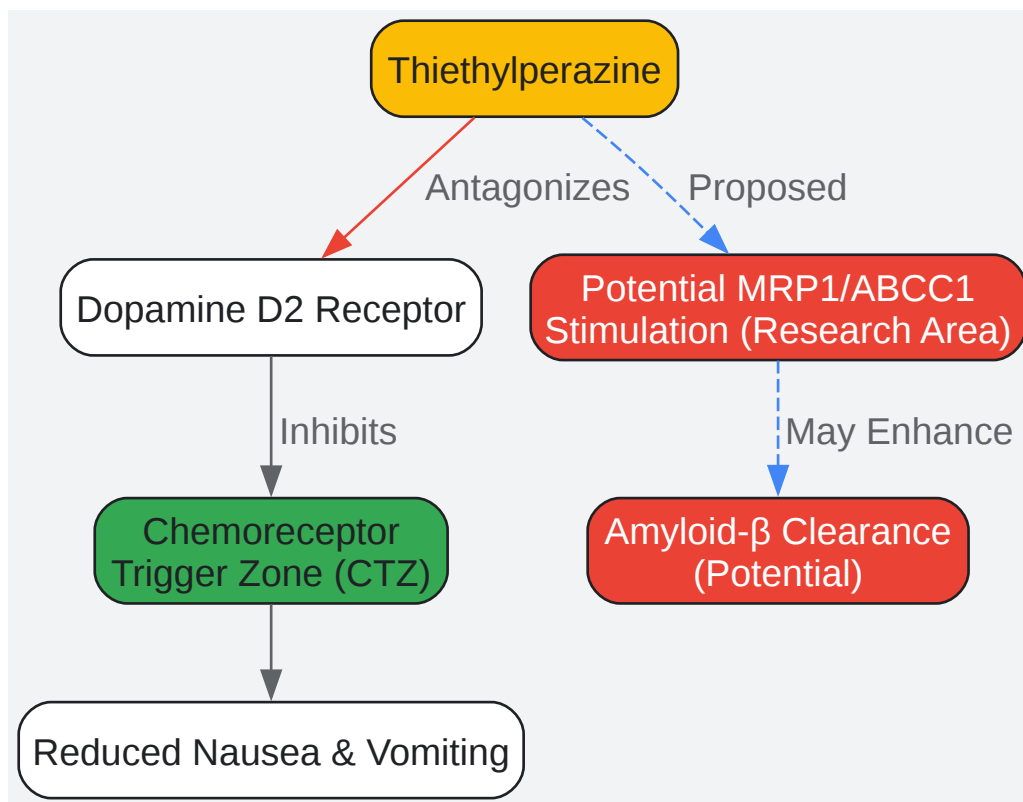 Thiethylperazine
Antagonizes
Proposed
Dopamine D2 Receptor
Potential MRP1/ABCC1
Stimulation (Research Area)
Inhibits
May Enhance
Chemoreceptor
Trigger Zone (CTZ)
Amyloid-β Clearance
(Potential)
Reduced Nausea & Vomiting